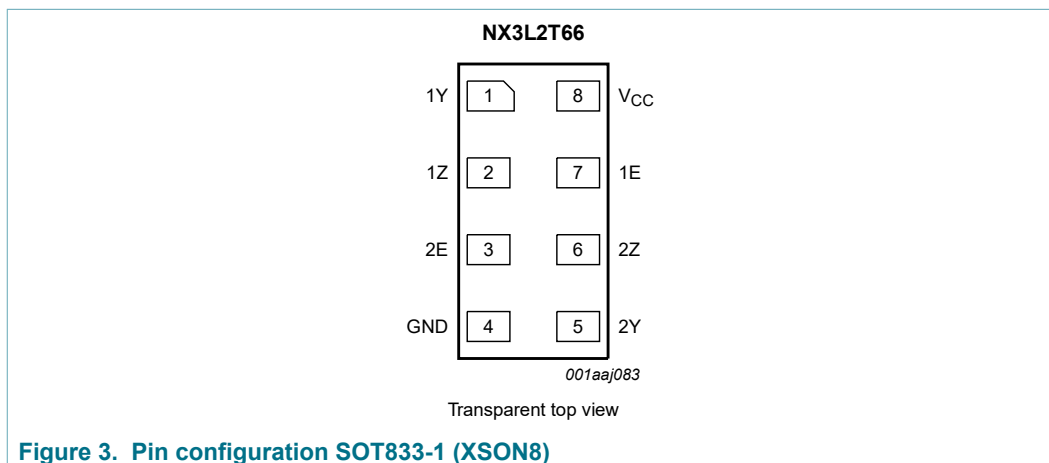 NX3L2T66
1Y 1 8 VCC
1Z 2 7 1E
2E 3 6 2Z
GND 4 5 2Y
001aaj083
Transparent top view
Figure 3. Pin configuration SOT833-1 (XSON8)